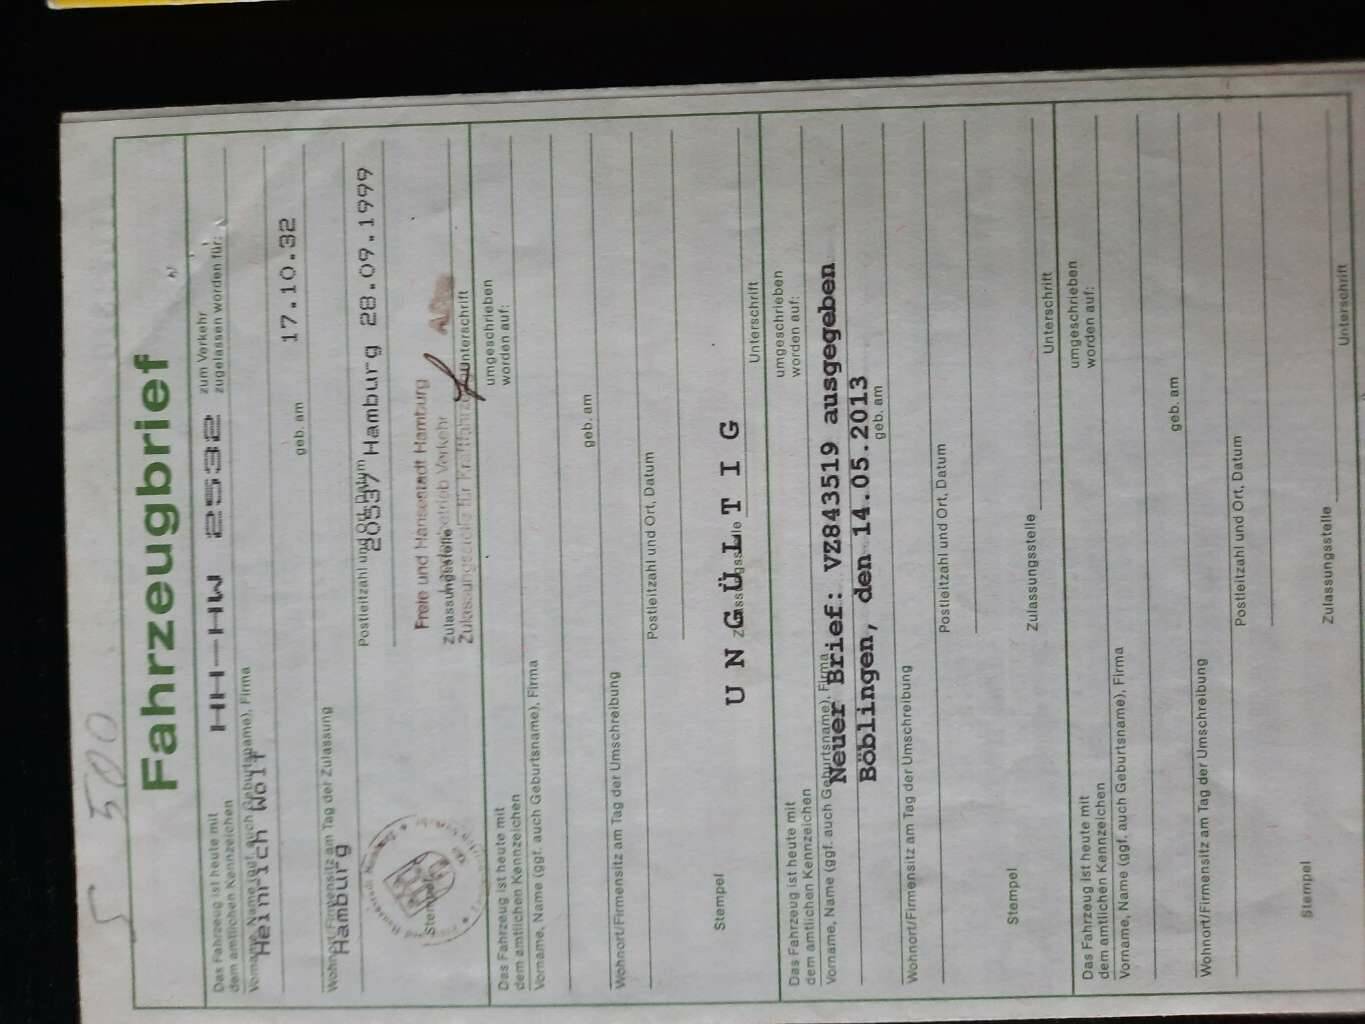 S 500
Fahrzeugbrief
Das Fahrzeug ist heute mit
dem amtlichen Kennzeichen
HH-HW 2532
zum Verkehr
zugelassen worden für:
Vorname, Name (ggf. auch Geburtsname), Firma
Heinrich Wolf
geb. am
17.10.32
Wohnort/Firmensitz am Tag der Zulassung
Hamburg
Postleitzahl und Ort, Datum
20537 Hamburg 28.09.1999
Freie und Hansestadt Hamburg
Zulassungsstelle
Verkehr
Zulassungsstelle für
Stempel
Unterschrift
Das Fahrzeug ist heute mit
dem amtlichen Kennzeichen
umgeschrieben
worden auf:
Vorname, Name (ggf. auch Geburtsname), Firma
geb. am
Wohnort/Firmensitz am Tag der Umschreibung
Postleitzahl und Ort, Datum
Stempel
UNGÜLTIG
Zulassungsstelle
Unterschrift
Das Fahrzeug ist heute mit
dem amtlichen Kennzeichen
umgeschrieben
worden auf:
Vorname, Name (ggf. auch Geburtsname), Firma
Neuer Brief: VZ843519 ausgegeben
Böblingen, den 14.05.2013
geb. am
Wohnort/Firmensitz am Tag der Umschreibung
Postleitzahl und Ort, Datum
Stempel
Zulassungsstelle
Unterschrift
Das Fahrzeug ist heute mit
dem amtlichen Kennzeichen
umgeschrieben
worden auf:
Vorname, Name (ggf. auch Geburtsname), Firma
geb. am
Wohnort/Firmensitz am Tag der Umschreibung
Postleitzahl und Ort, Datum
Stempel
Zulassungsstelle
Unterschrift